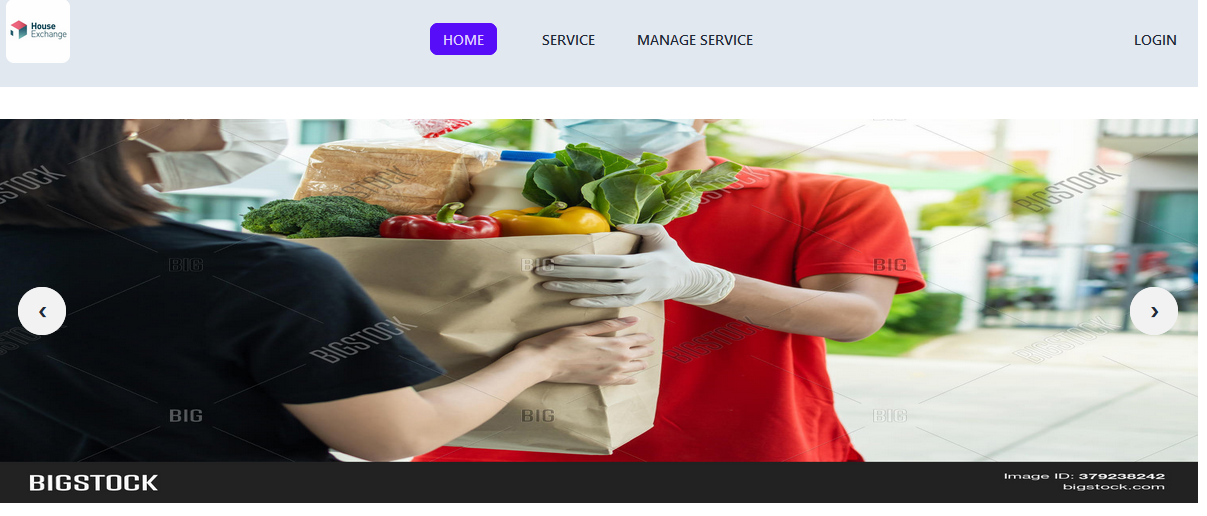 House
Exchange
HOME
SERVICE
MANAGE SERVICE
LOGIN
BIGSTOCK
BIGSTOCK
BIGSTOCK
BIG
BIG
BIG
‹
›
BIGSTOCK
BIGSTOCK
BIGSTOCK
BIG
BIG
BIG
BIGSTOCK
Image ID: 379238242
bigstock.com